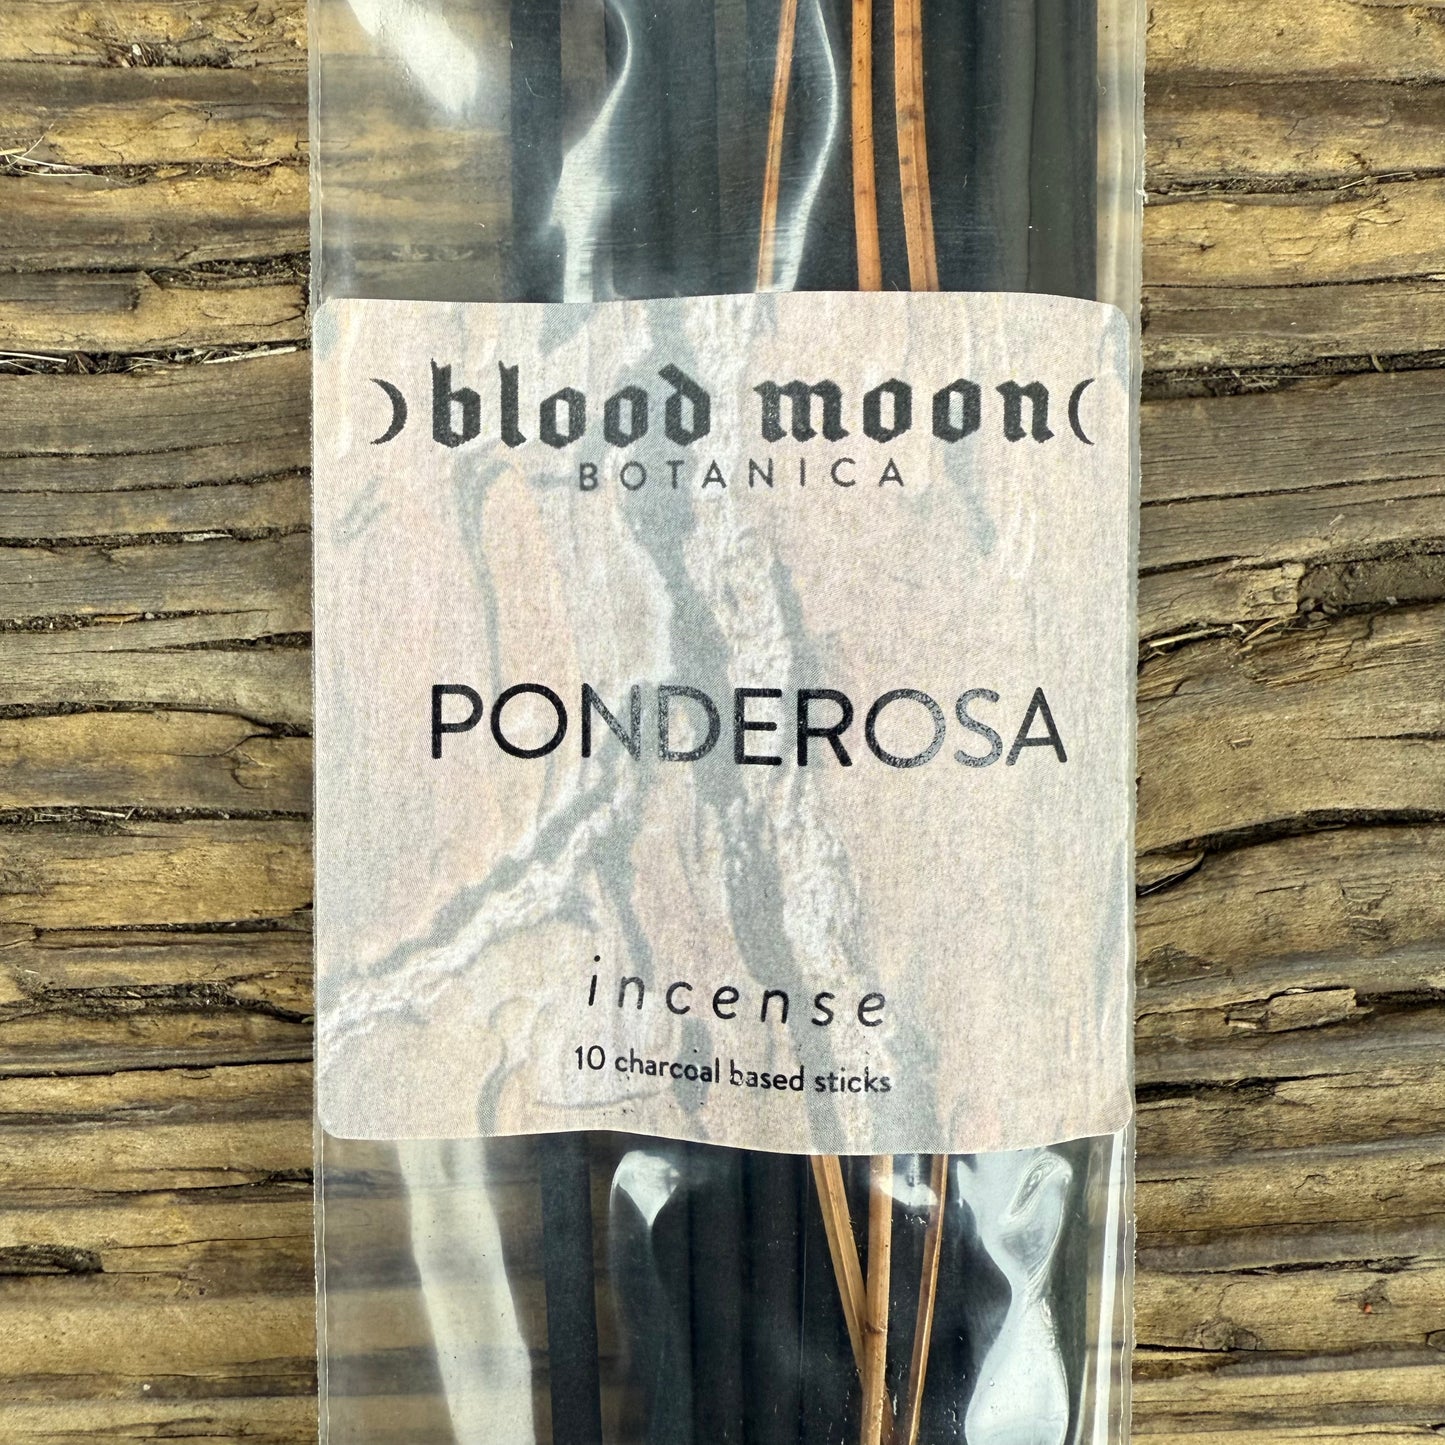 blood moon
BOTANICA
PONDEROSA
incense
10 charcoal based sticks